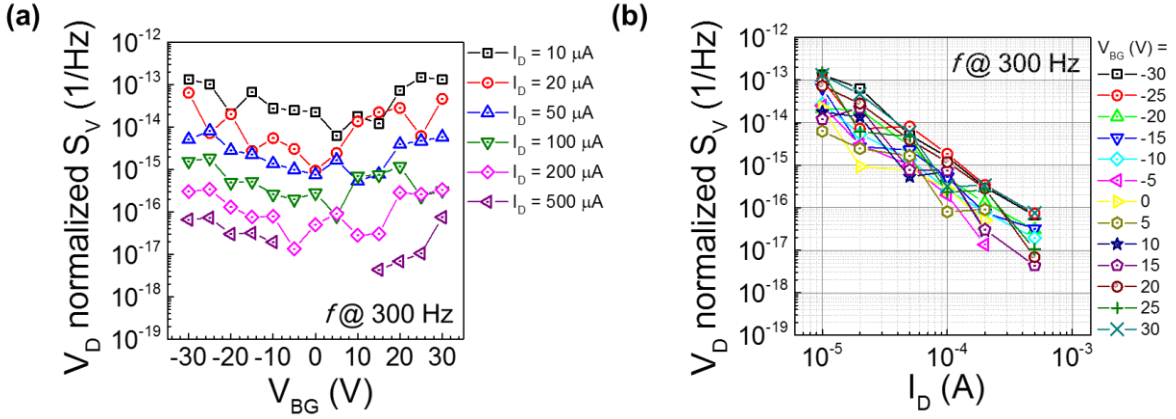 (a)
V_D normalized S_V (1/Hz)
10^-12
10^-13
10^-14
10^-15
10^-16
10^-17
10^-18
10^-19
-30 -20 -10 0 10 20 30
V_BG (V)
f @ 300 Hz
I_D = 10 μA
I_D = 20 μA
I_D = 50 μA
I_D = 100 μA
I_D = 200 μA
I_D = 500 μA
(b)
V_D normalized S_V (1/Hz)
10^-12
10^-13
10^-14
10^-15
10^-16
10^-17
10^-18
10^-19
10^-5 10^-4 10^-3
I_D (A)
f @ 300 Hz
V_BG (V) =
-30
-25
-20
-15
-10
-5
0
5
10
15
20
25
30